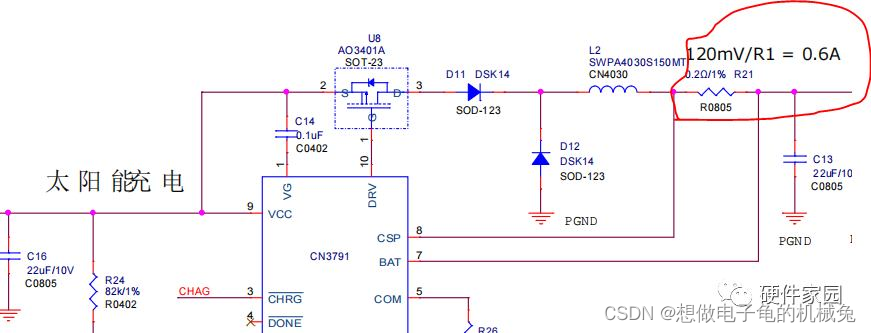 U8
AO3401A
SOT-23
120mV/R1 = 0.6A
L2
SWPA4030S150MT
CN4030
0.2Ω/1% R21
R0805
D11 DSK14
SOD-123
2
S
D
3
G
C14
0.1uF
C0402
1
10
1
D12
DSK14
SOD-123
C13
22uF/10
C0805
太阳能充电
VG
DRV
PGND
PGND
9
VCC
CSP
8
CN3791
BAT
7
C16
22uF/10V
C0805
R24
82k/1%
R0402
CHAG
3
CHRG
COM
5
4
DONE
R26
硬件家园
CSDN @想做电子龟的机械兔